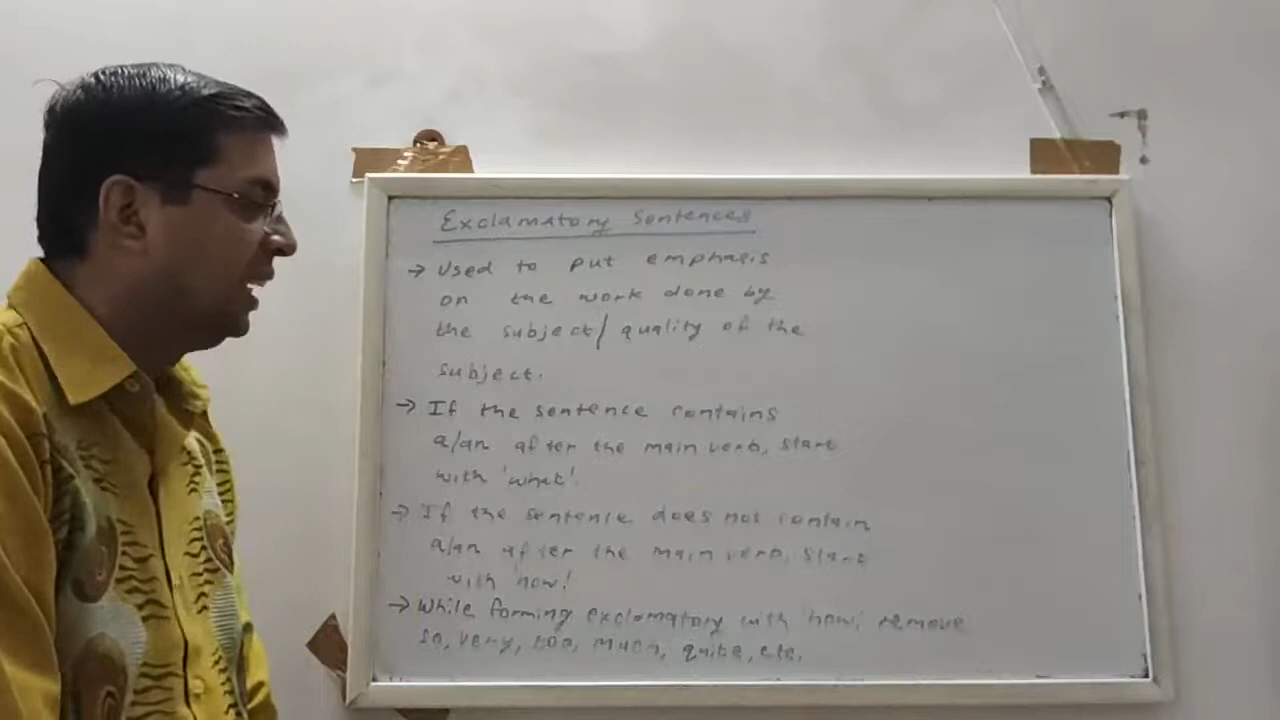 Exclamatory Sentences
→ Used to put emphasis
on the work done by
the subject/quality of the
subject.
→ If the sentence contains
a/an after the main verb, start
with 'what'.
→ If the sentence does not contain
a/an after the main verb, start
with 'how'.
→ While forming exclamatory with 'how', remove
so, very, too, much, quite, etc.